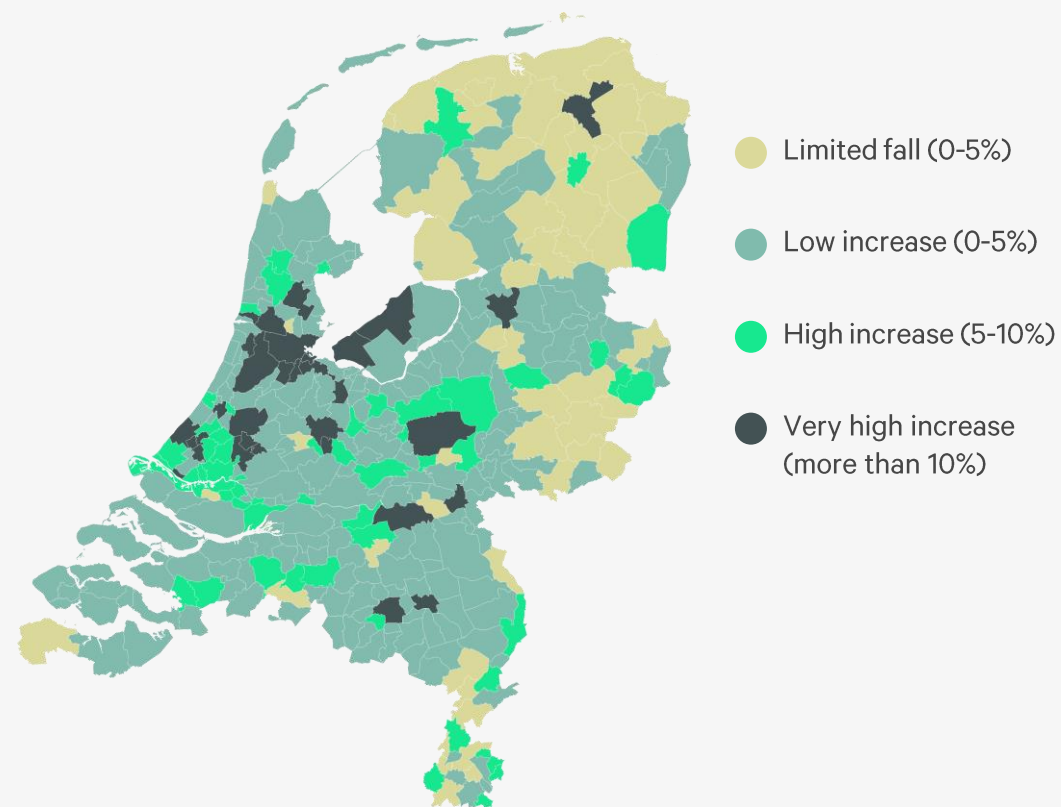 Limited fall (0-5%)
Low increase (0-5%)
High increase (5-10%)
Very high increase
(more than 10%)